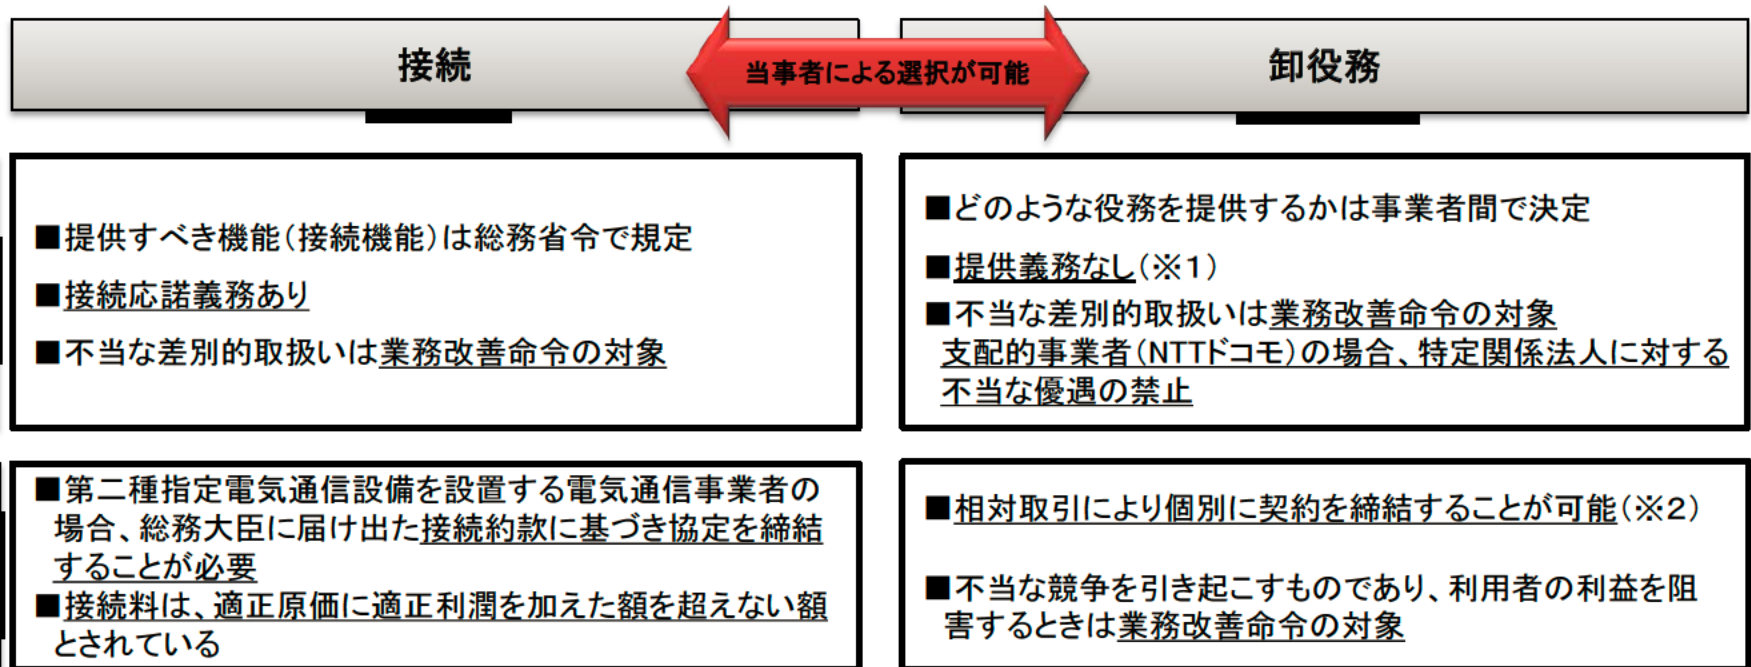 接続
当事者による選択が可能
卸役務
■提供すべき機能(接続機能)は総務省令で規定
■接続応諾義務あり
■不当な差別的取扱いは業務改善命令の対象
■どのような役務を提供するかは事業者間で決定
■提供義務なし(※1)
■不当な差別的取扱いは業務改善命令の対象
支配的事業者(NTTドコモ)の場合、特定関係法人に対する
不当な優遇の禁止
■第二種指定電気通信設備を設置する電気通信事業者の
場合、総務大臣に届け出た接続約款に基づき協定を締結
することが必要
■接続料は、適正原価に適正利潤を加えた額を超えない額
とされている
■相対取引により個別に契約を締結することが可能(※2)
■不当な競争を引き起こすものであり、利用者の利益を阻
害するときは業務改善命令の対象